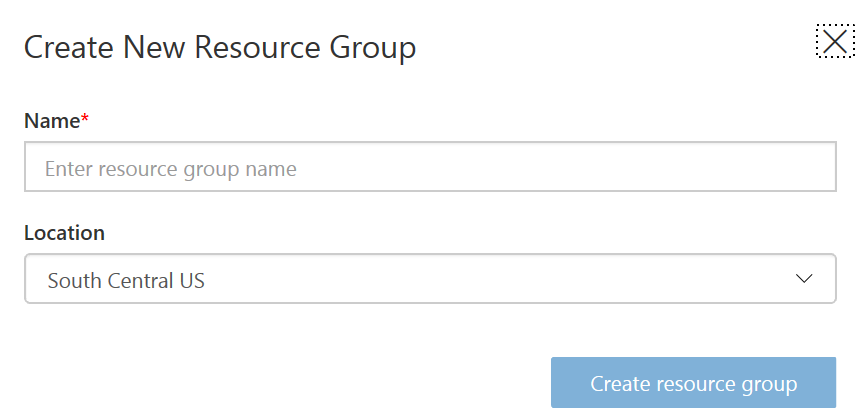 Create New Resource Group
Name*
Enter resource group name
Location
South Central US
Create resource group